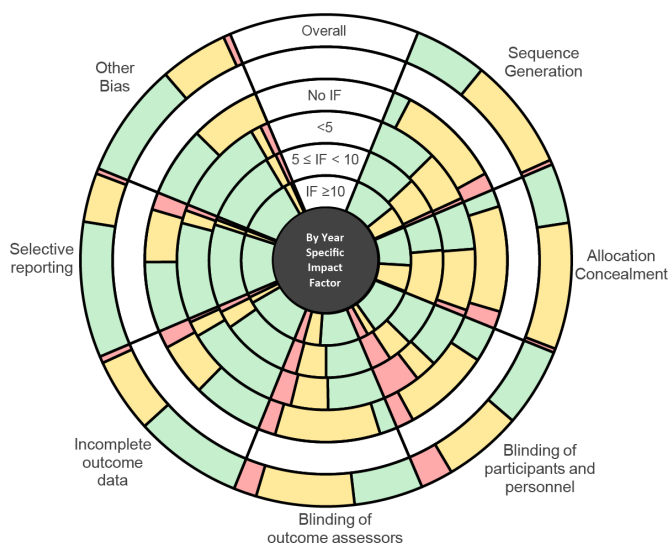 Overall
No IF
<5
5 ≤ IF < 10
IF ≥10
By Year
Specific
Impact
Factor
Sequence
Generation
Allocation
Concealment
Blinding of
participants and
personnel
Blinding of
outcome assessors
Incomplete
outcome
data
Selective
reporting
Other
Bias